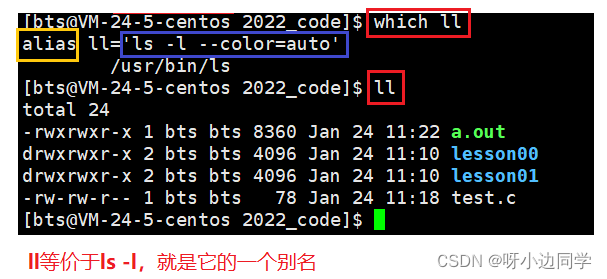 [bts@VM-24-5-centos 2022_code]$ which ll
alias ll='ls -l --color=auto'
        /usr/bin/ls
[bts@VM-24-5-centos 2022_code]$ ll
total 24
-rwxrwxr-x 1 bts bts 8360 Jan 24 11:22 a.out
drwxrwxr-x 2 bts bts 4096 Jan 24 11:10 lesson00
drwxrwxr-x 2 bts bts 4096 Jan 24 11:10 lesson01
-rw-rw-r-- 1 bts bts   78 Jan 24 11:18 test.c
[bts@VM-24-5-centos 2022_code]$
ll等价于ls -l，就是它的一个别名
CSDN @呀小边同学